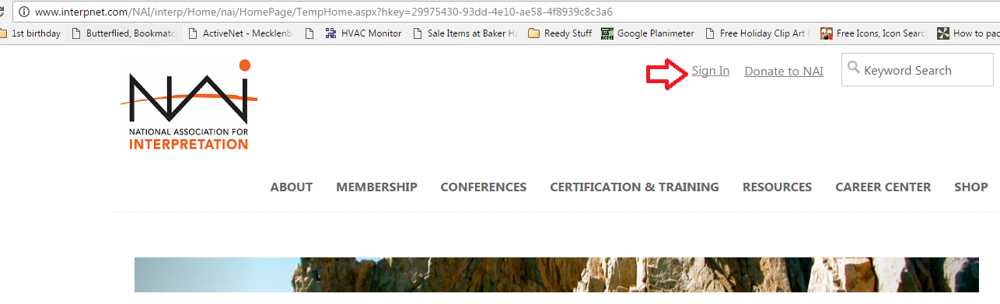 www.interpnet.com/NAI/interp/Home/nai/HomePage/TempHome.aspx?hkey=29975430-93dd-4e10-ae58-4f8939c8c3a6
1st birthday Butterflied, Bookmatc ActiveNet - Mecklenb HVAC Monitor Sale Items at Baker Ha Reedy Stuff ACME Google Planimeter Free Holiday Clip Art Free Icons, Icon Searc How to pac
Sign In Donate to NAI Keyword Search
NAi
NATIONAL ASSOCIATION FOR
INTERPRETATION
ABOUT MEMBERSHIP CONFERENCES CERTIFICATION & TRAINING RESOURCES CAREER CENTER SHOP